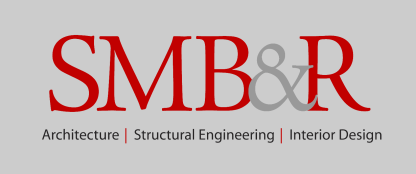 SMB&R
Architecture | Structural Engineering | Interior Design